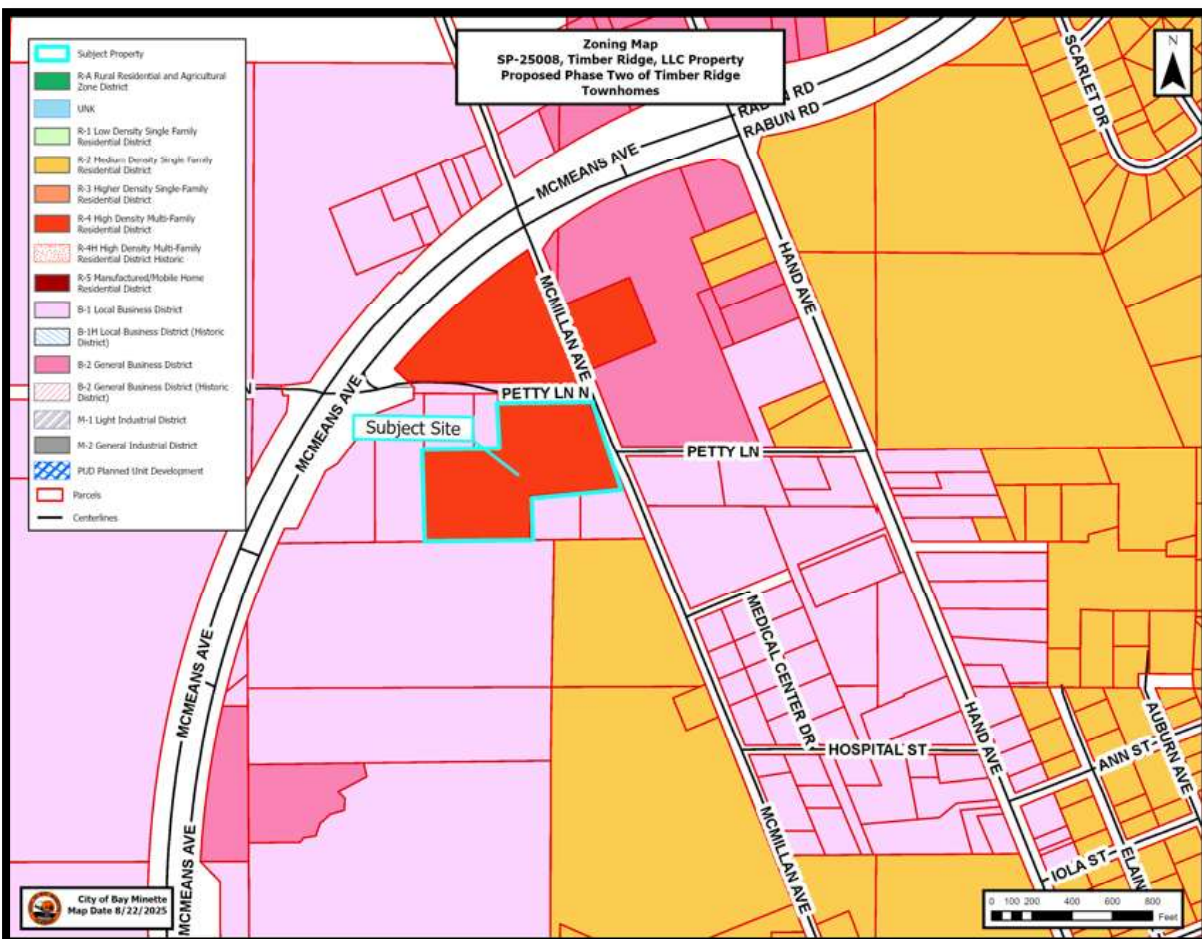 Zoning Map
SP-25008, Timber Ridge, LLC Property
Proposed Phase Two of Timber Ridge
Townhomes
N
Subject Property
R-A Rural Residential and Agricultural
Zone District
UNK
R-1 Low Density Single Family
Residential District
R-2 Medium Density Single Family
Residential District
R-3 Higher Density Single-Family
Residential District
R-4 High Density Multi-Family
Residential District
R-4H High Density Multi-Family
Residential District Historic
R-5 Manufactured/Mobile Home
Residential District
B-1 Local Business District
B-1H Local Business District (Historic
District)
B-2 General Business District
B-2 General Business District (Historic
District)
M-1 Light Industrial District
M-2 General Industrial District
PUD Planned Unit Development
Parcels
Centerlines
SCARLET DR
RABUN RD
RABUN RD
MCMEANS AVE
HAND AVE
MCMILLAN AVE
MCMEANS AVE
N
PETTY LN N
Subject Site
PETTY LN
MEDICAL CENTER DR
MCMEANS AVE
HAND AVE
AUBURN AVE
HOSPITAL ST
ANN ST
MCMEANS AVE
MCMILLAN AVE
IOLA ST
ELAIN
City of Bay Minette
Map Date 8/22/2025
0 100 200 400 600 800
Feet